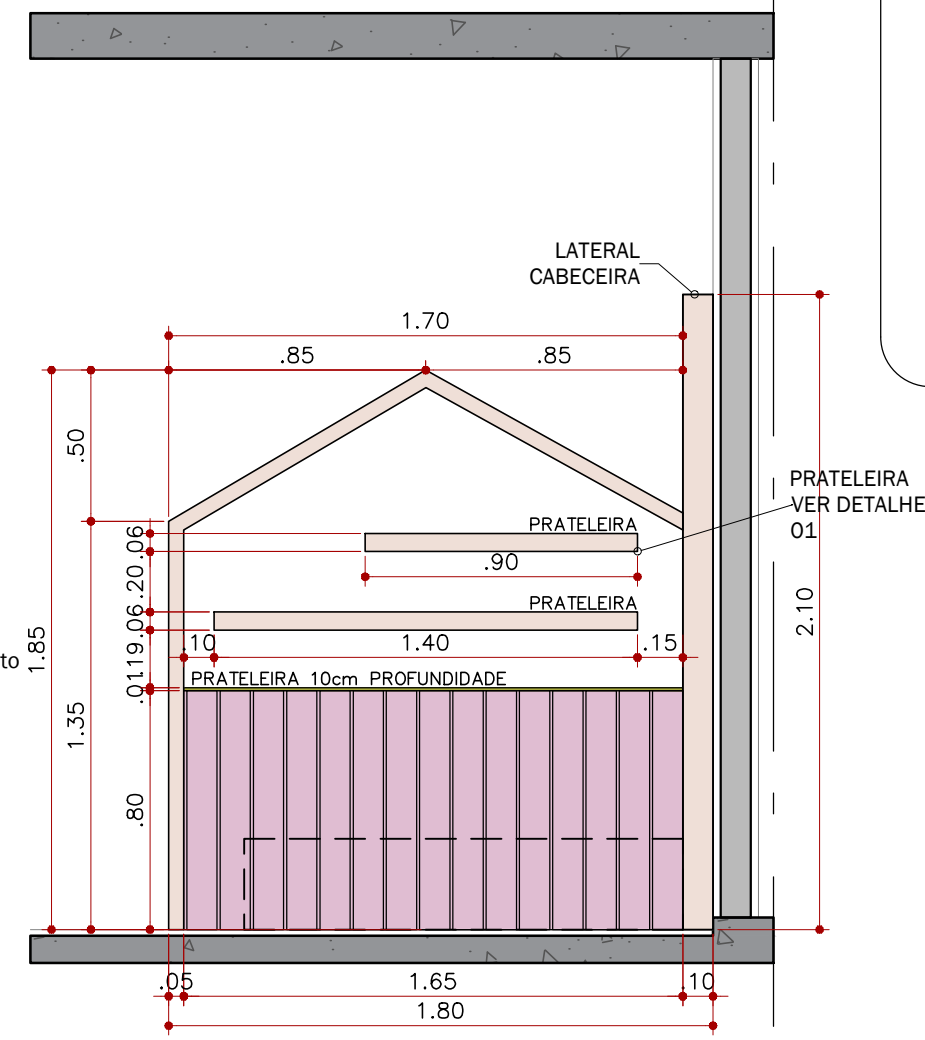 LATERAL
CABECEIRA
1.70
.85
.85
.50
PRATELEIRA
VER DETALHE
01
PRATELEIRA
.06
.90
.20
PRATELEIRA
.06
2.10
1.85
to
.10
1.40
.15
.19
PRATELEIRA 10cm PROFUNDIDADE
.01
1.35
.80
.05
1.65
.10
1.80